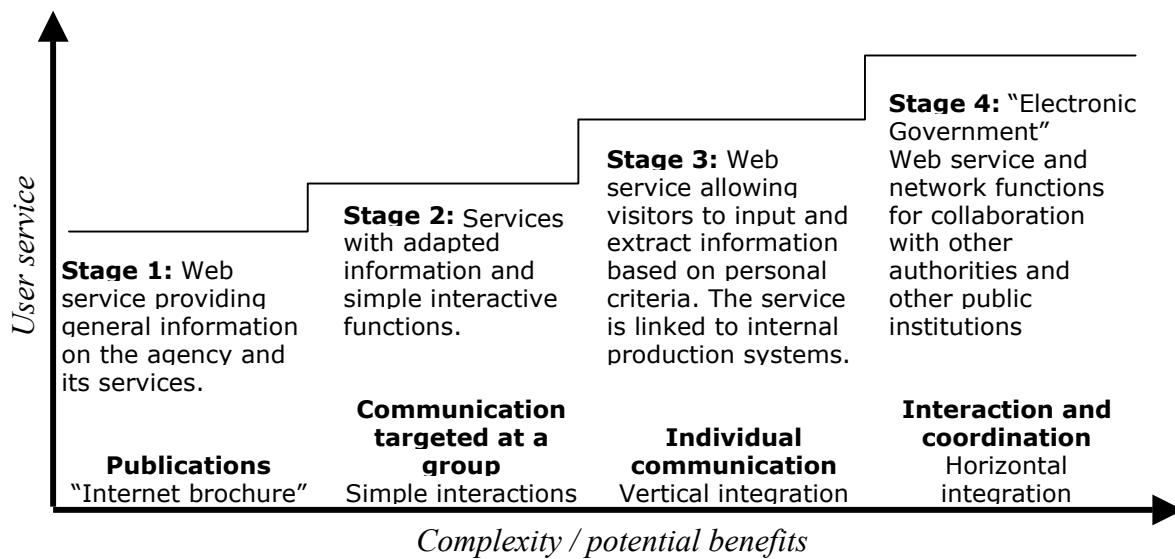 User service
Stage 1: Web
service providing
general information
on the agency and
its services.
Publications
"Internet brochure"
Stage 2: Services
with adapted
information and
simple interactive
functions.
Communication
targeted at a
group
Simple interactions
Stage 3: Web
service allowing
visitors to input and
extract information
based on personal
criteria. The service
is linked to internal
production systems.
Individual
communication
Vertical integration
Stage 4: “Electronic
Government”
Web service and
network functions
for collaboration
with other
authorities and
other public
institutions
Interaction and
coordination
Horizontal
integration
Complexity / potential benefits